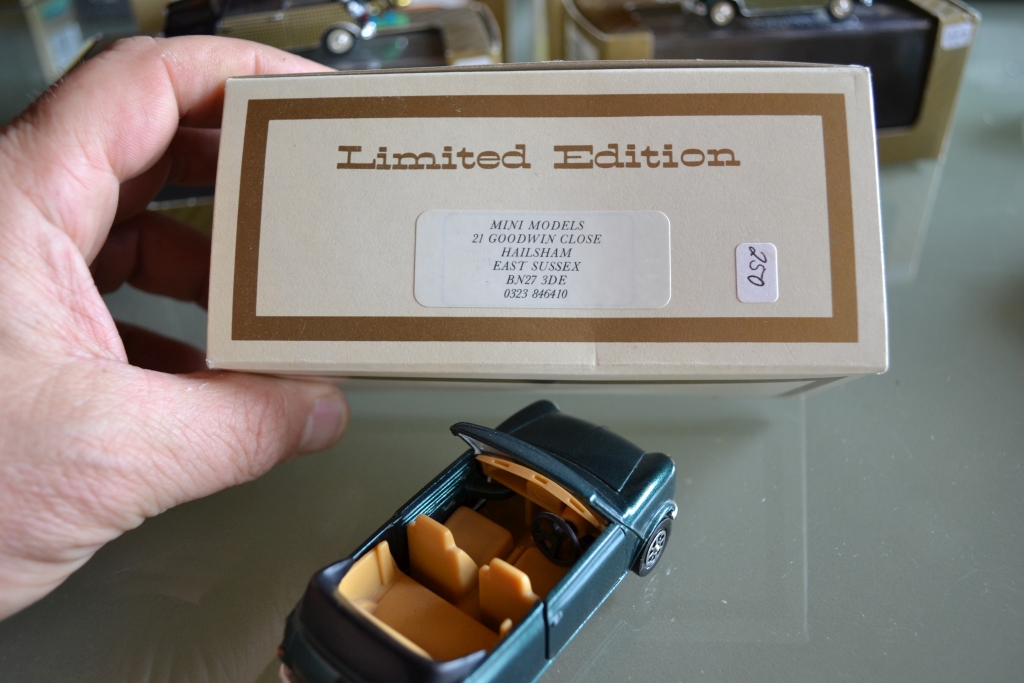 Limited Edition
MINI MODELS
21 GOODWIN CLOSE
HAILSHAM
EAST SUSSEX
BN27 3DE
0323 846410
250